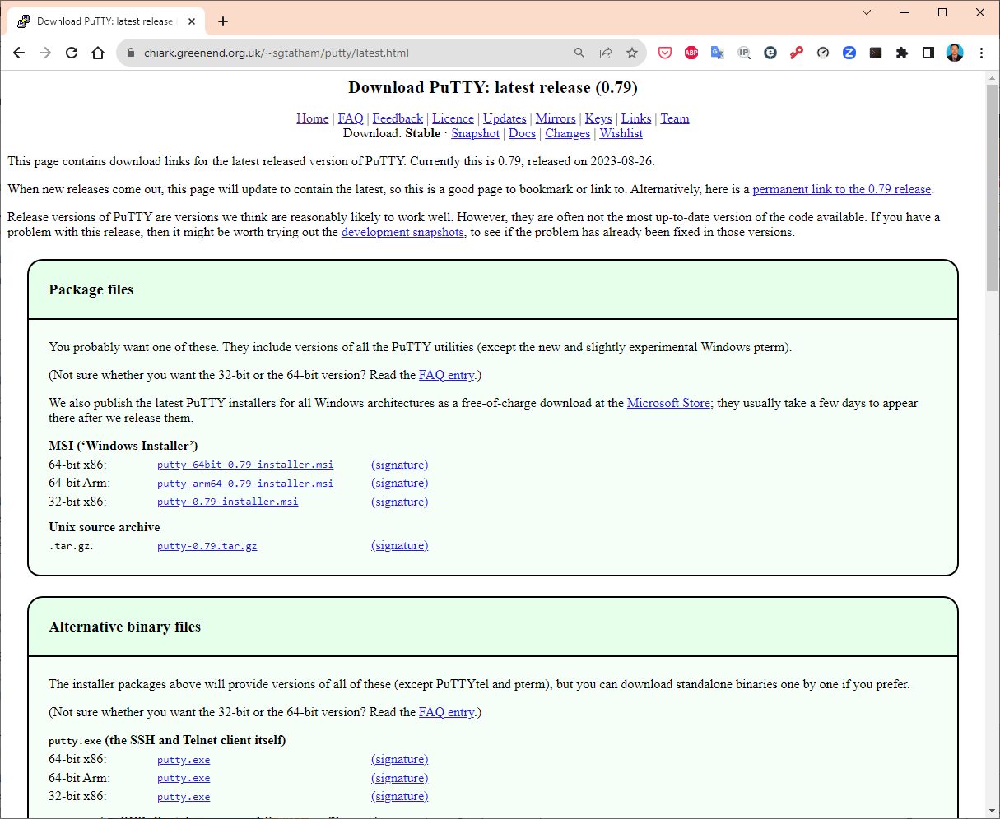 Download PuTTY: latest release
chiark.greenend.org.uk/~sgtatham/putty/latest.html
ABP
IP
Download PuTTY: latest release (0.79)
Home | FAQ | Feedback | Licence | Updates | Mirrors | Keys | Links | Team
Download: Stable · Snapshot | Docs | Changes | Wishlist
This page contains download links for the latest released version of PuTTY. Currently this is 0.79, released on 2023-08-26.
When new releases come out, this page will update to contain the latest, so this is a good page to bookmark or link to. Alternatively, here is a permanent link to the 0.79 release.
Release versions of PuTTY are versions we think are reasonably likely to work well. However, they are often not the most up-to-date version of the code available. If you have a
problem with this release, then it might be worth trying out the development snapshots, to see if the problem has already been fixed in those versions.
Package files
You probably want one of these. They include versions of all the PuTTY utilities (except the new and slightly experimental Windows pterm).
(Not sure whether you want the 32-bit or the 64-bit version? Read the FAQ entry.)
We also publish the latest PuTTY installers for all Windows architectures as a free-of-charge download at the Microsoft Store; they usually take a few days to appear
there after we release them.
MSI (‘Windows Installer’)
64-bit x86: putty-64bit-0.79-installer.msi (signature)
64-bit Arm: putty-arm64-0.79-installer.msi (signature)
32-bit x86: putty-0.79-installer.msi (signature)
Unix source archive
.tar.gz: putty-0.79.tar.gz (signature)
Alternative binary files
The installer packages above will provide versions of all of these (except PuTTYtel and pterm), but you can download standalone binaries one by one if you prefer.
(Not sure whether you want the 32-bit or the 64-bit version? Read the FAQ entry.)
putty.exe (the SSH and Telnet client itself)
64-bit x86: putty.exe (signature)
64-bit Arm: putty.exe (signature)
32-bit x86: putty.exe (signature)